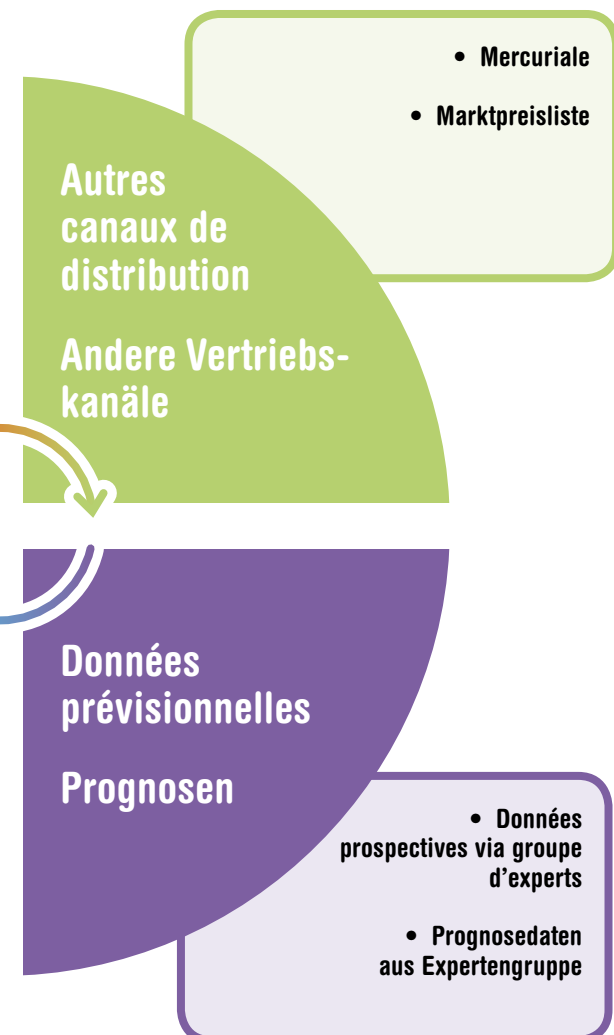 • Mercuriale
• Marktpreisliste
Autres
canaux de
distribution
Andere Vertriebs-
kanäle
Données
prévisionnelles
Prognosen
• Données
prospectives via groupe
d’experts
• Prognosedaten
aus Expertengruppe